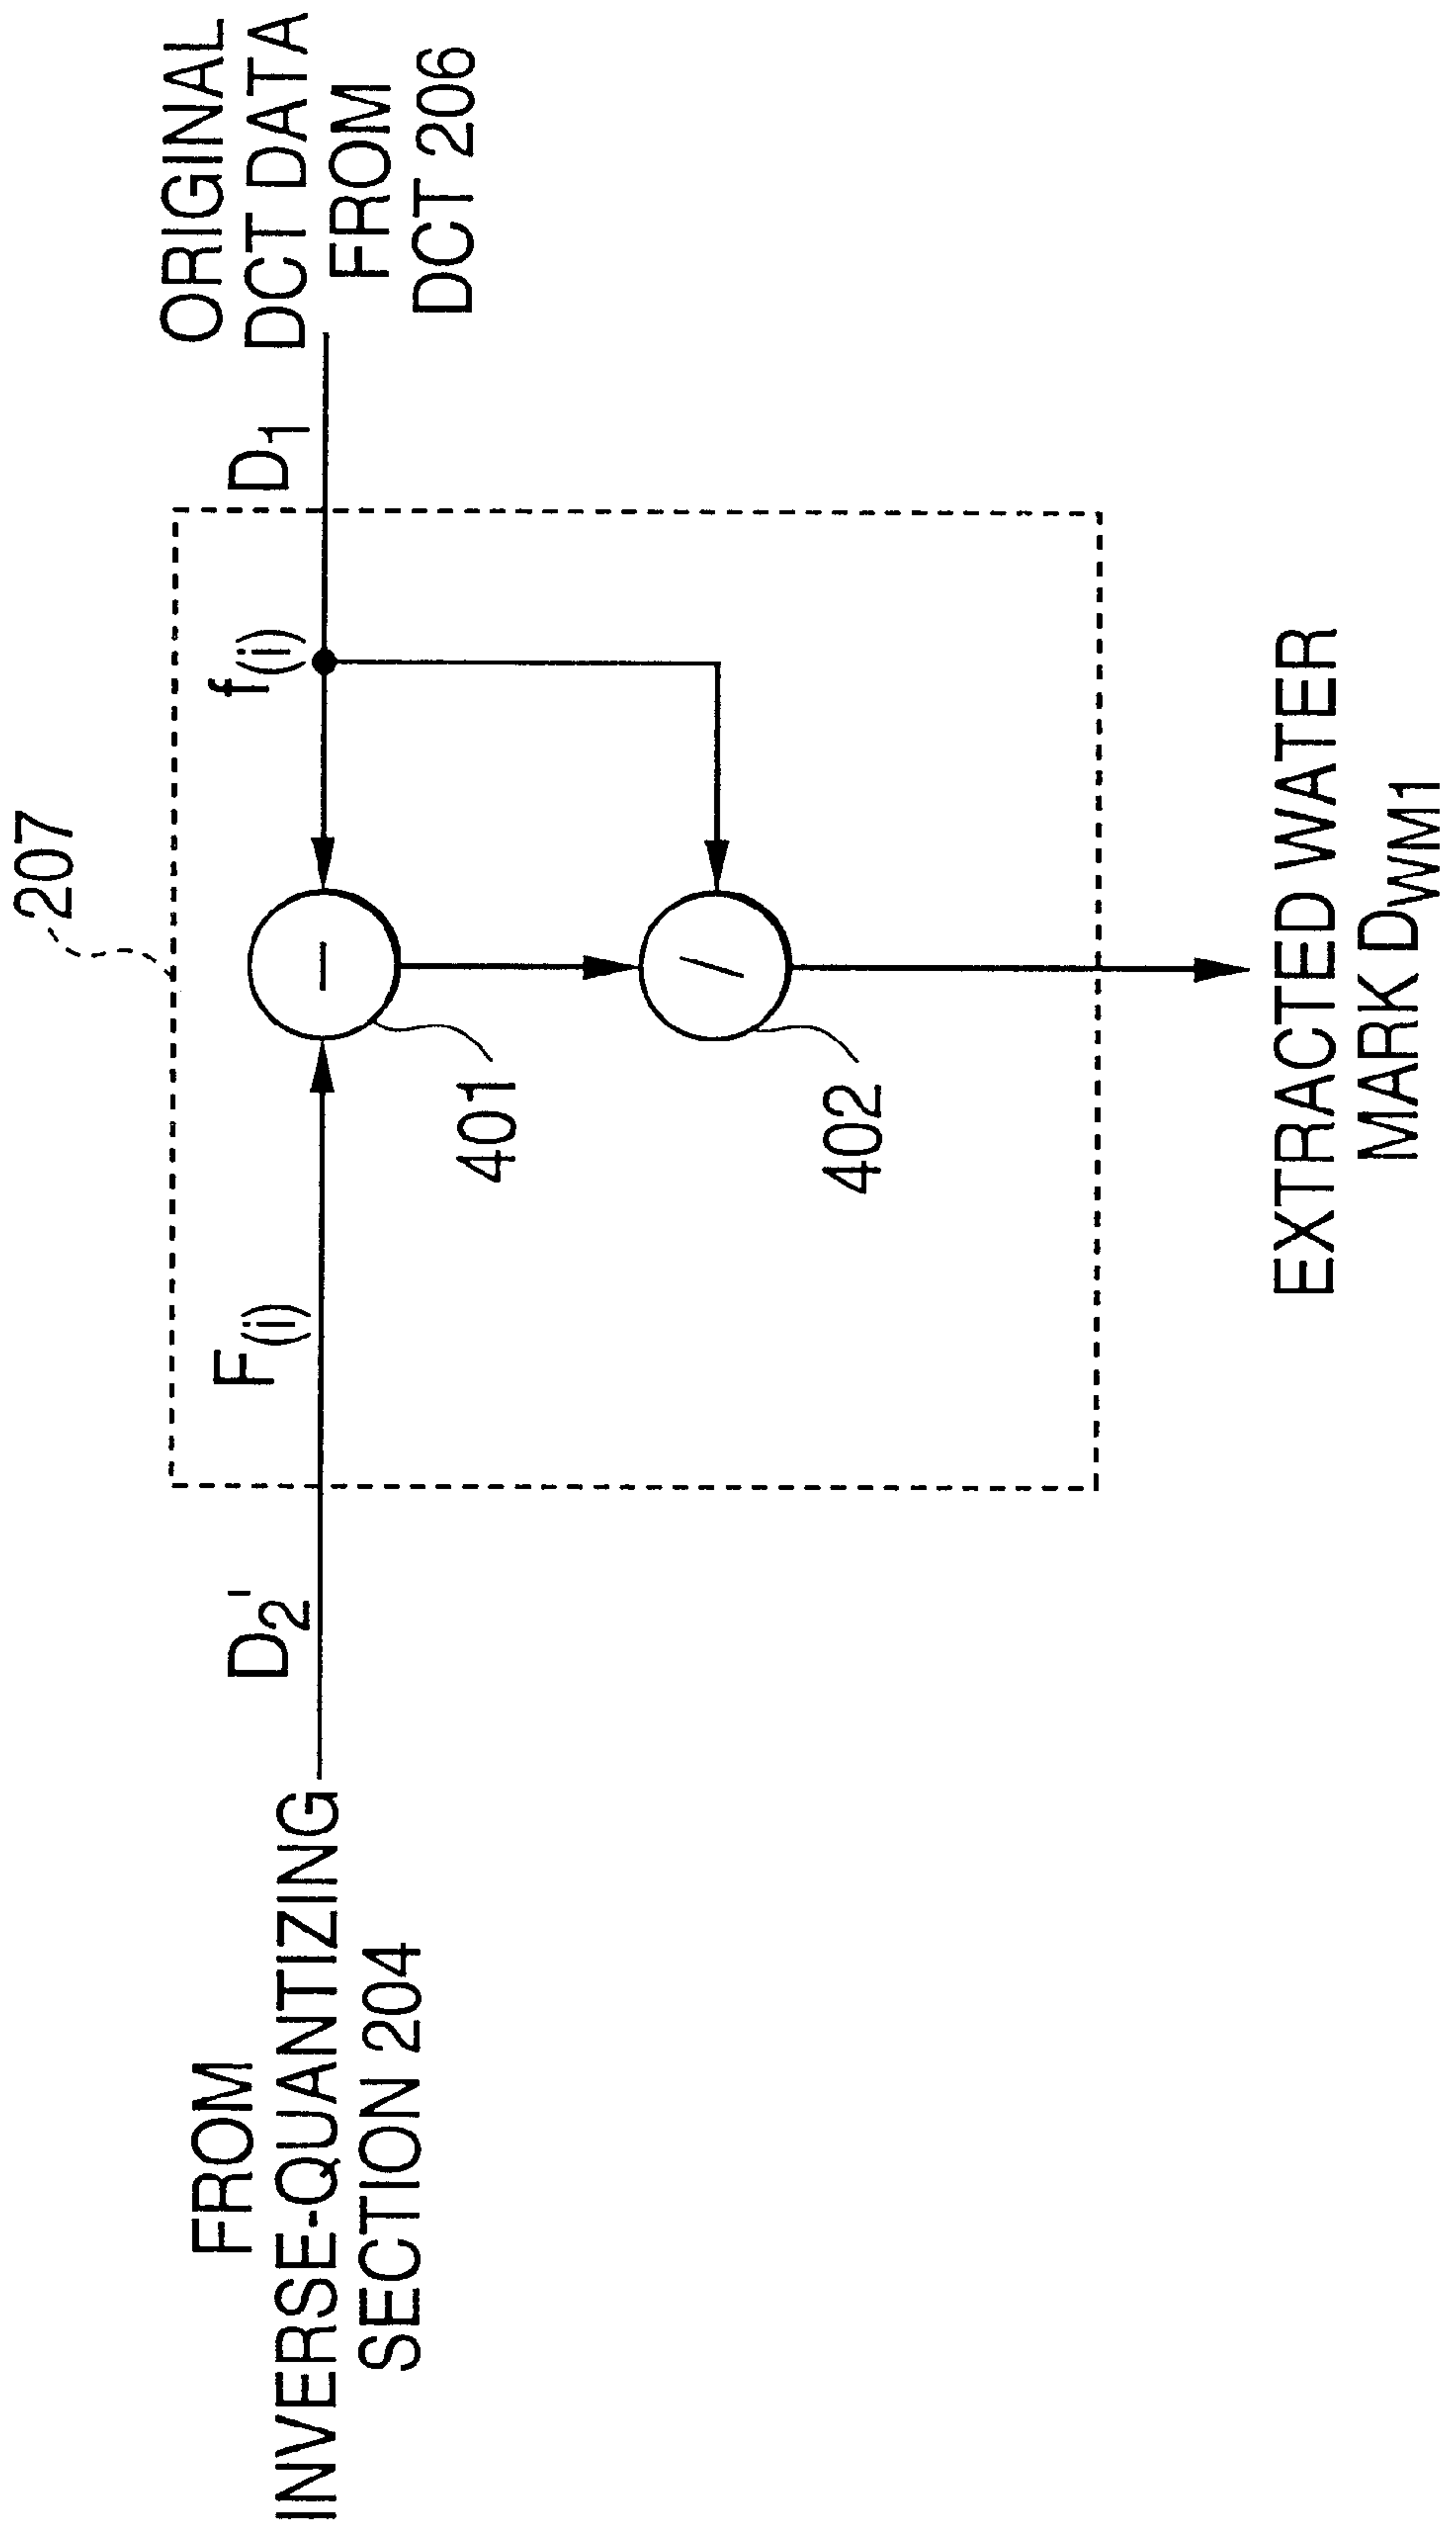 207
FROM
INVERSE-QUANTIZING
SECTION 204
D2'
F(i)
f(i)
D1
ORIGINAL
DCT DATA
FROM
DCT 206
−
401
/
402
EXTRACTED WATER
MARK DWM1